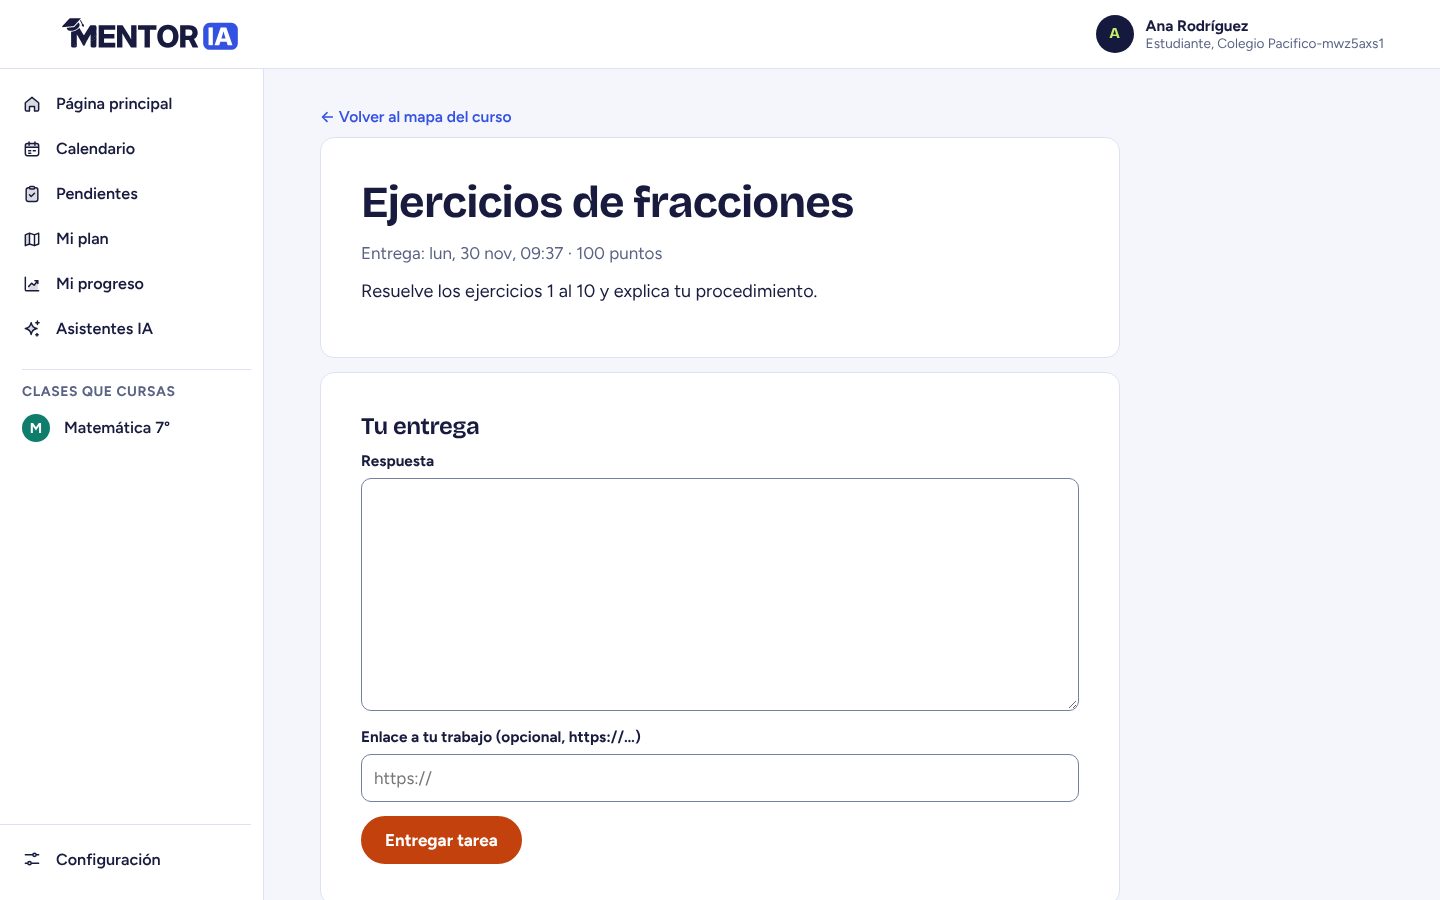 MENTOR IA
A
Ana Rodríguez
Estudiante, Colegio Pacifico-mwz5axs1
Página principal
Calendario
Pendientes
Mi plan
Mi progreso
Asistentes IA
CLASES QUE CURSAS
M Matemática 7°
Configuración
← Volver al mapa del curso
Ejercicios de fracciones
Entrega: lun, 30 nov, 09:37 · 100 puntos
Resuelve los ejercicios 1 al 10 y explica tu procedimiento.
Tu entrega
Respuesta
Enlace a tu trabajo (opcional, https://…)
https://
Entregar tarea